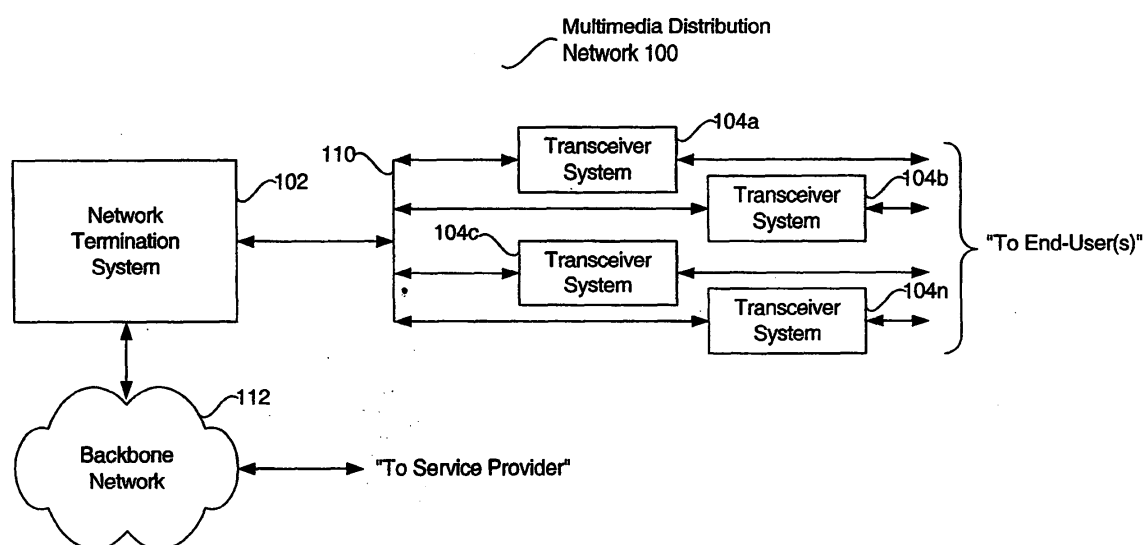 Multimedia Distribution
Network 100
104a
110
Transceiver
System
102
104b
Network
Termination
System
Transceiver
System
104c
"To End-User(s)"
Transceiver
System
104n
Transceiver
System
112
Backbone
Network
"To Service Provider"